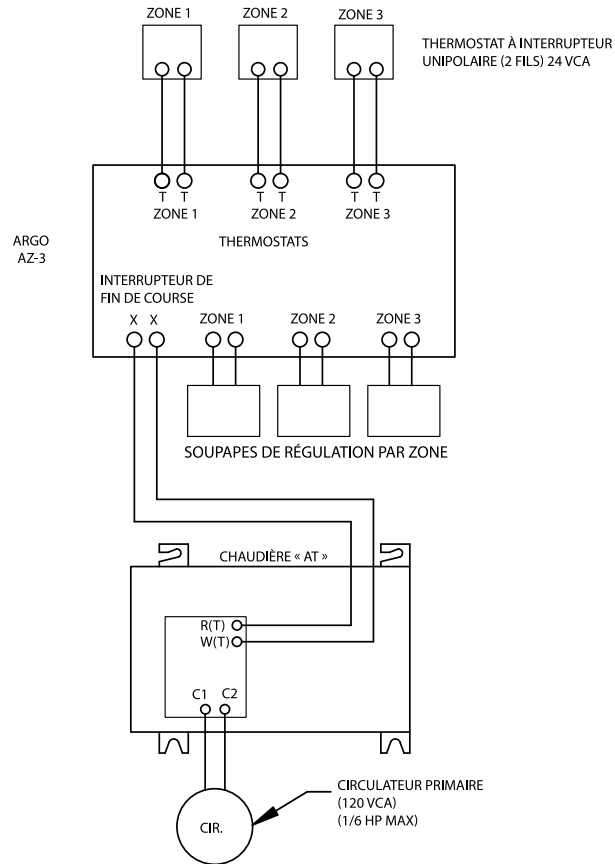 ZONE 1
ZONE 2
ZONE 3
THERMOSTAT À INTERRUPTEUR
UNIPOLAIRE (2 FILS) 24 VCA
T T
T T
T T
ZONE 1
ZONE 2
ZONE 3
ARGO
AZ-3
THERMOSTATS
INTERRUPTEUR DE
FIN DE COURSE
X X
ZONE 1
ZONE 2
ZONE 3
SOUPAPES DE RÉGULATION PAR ZONE
CHAUDIÈRE « AT »
R(T)
W(T)
C1 C2
CIR.
CIRCULATEUR PRIMAIRE
(120 VCA)
(1/6 HP MAX)